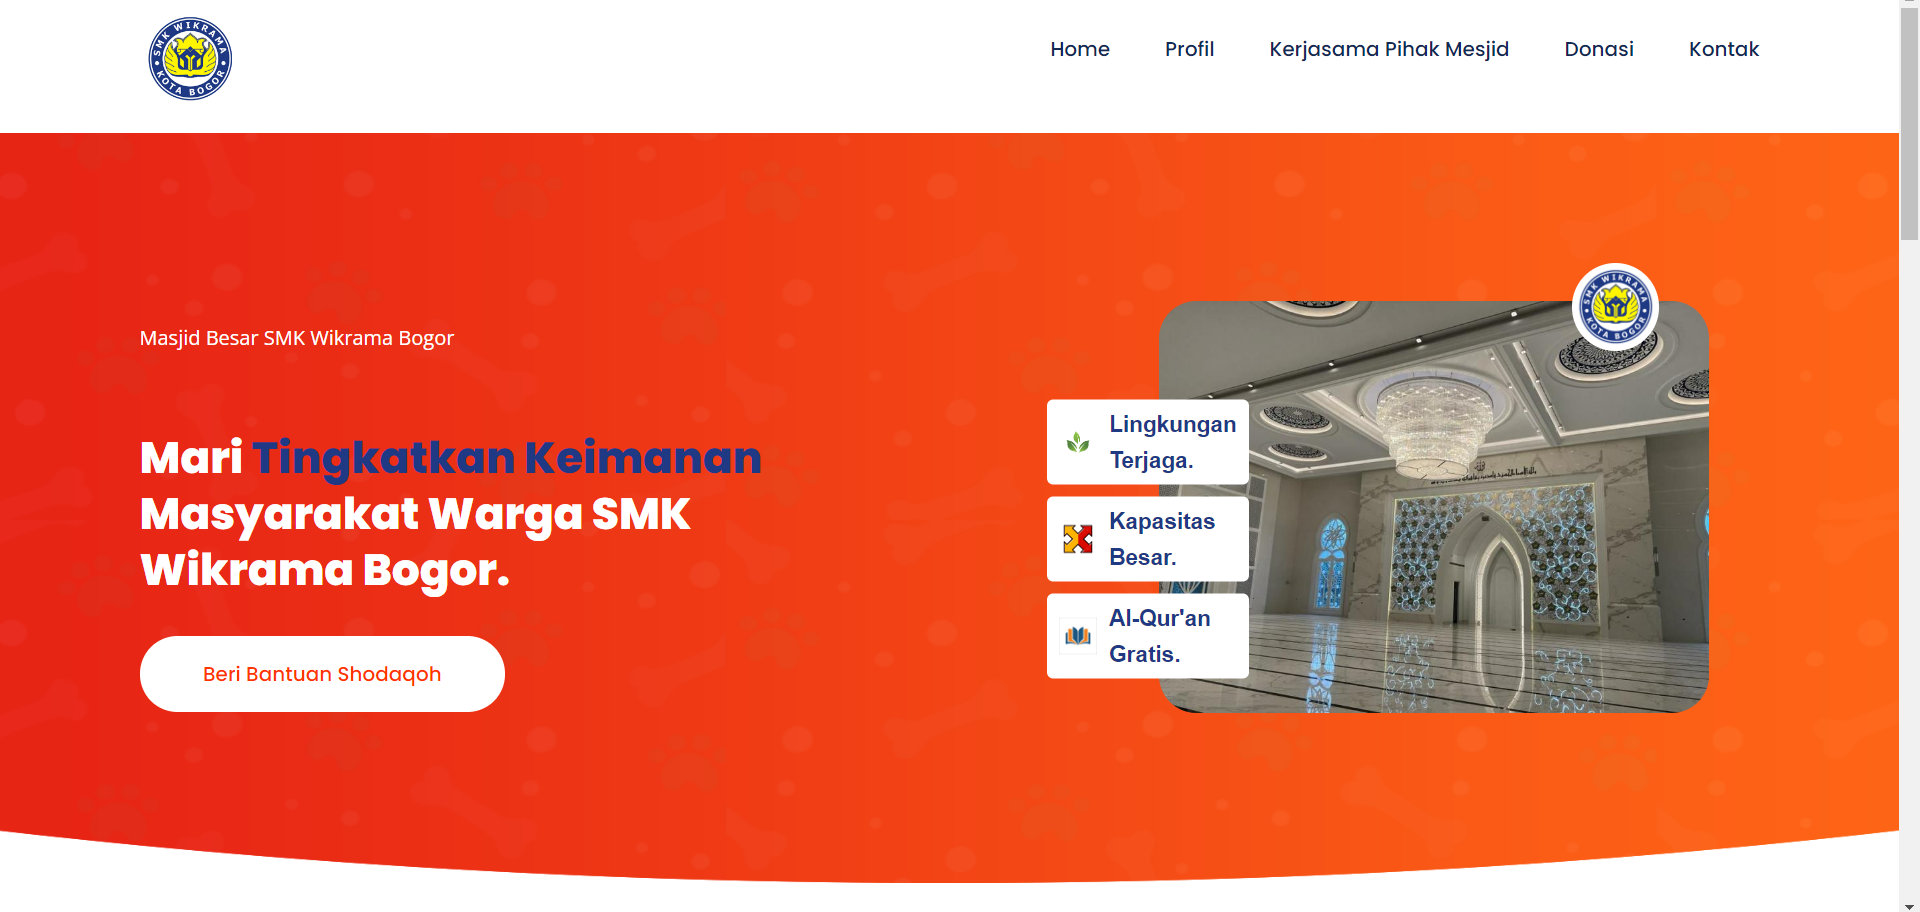 SMK WIKRAMA
KOTA BOGOR
Home
Profil
Kerjasama Pihak Mesjid
Donasi
Kontak
Masjid Besar SMK Wikrama Bogor
Mari Tingkatkan Keimanan
Masyarakat Warga SMK
Wikrama Bogor.
Beri Bantuan Shodaqoh
SMK WIKRAMA
KOTA BOGOR
Lingkungan
Terjaga.
Kapasitas
Besar.
Al-Qur'an
Gratis.